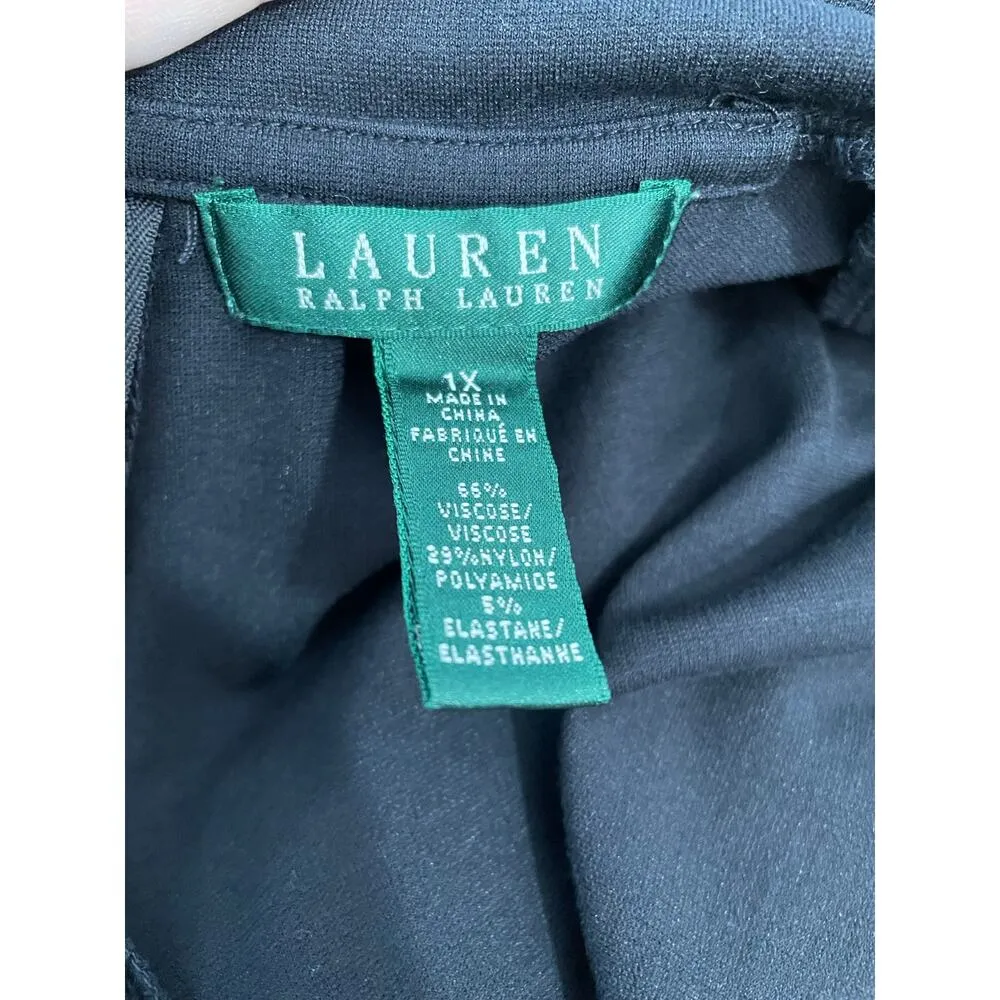 LAUREN
RALPH LAUREN
1X
MADE IN
CHINA
FABRIQUÉ EN
CHINE
66%
VISCOSE/
VISCOSE
29%NYLON/
POLYAMIDE
5%
ELASTANE/
ELASTHANNE